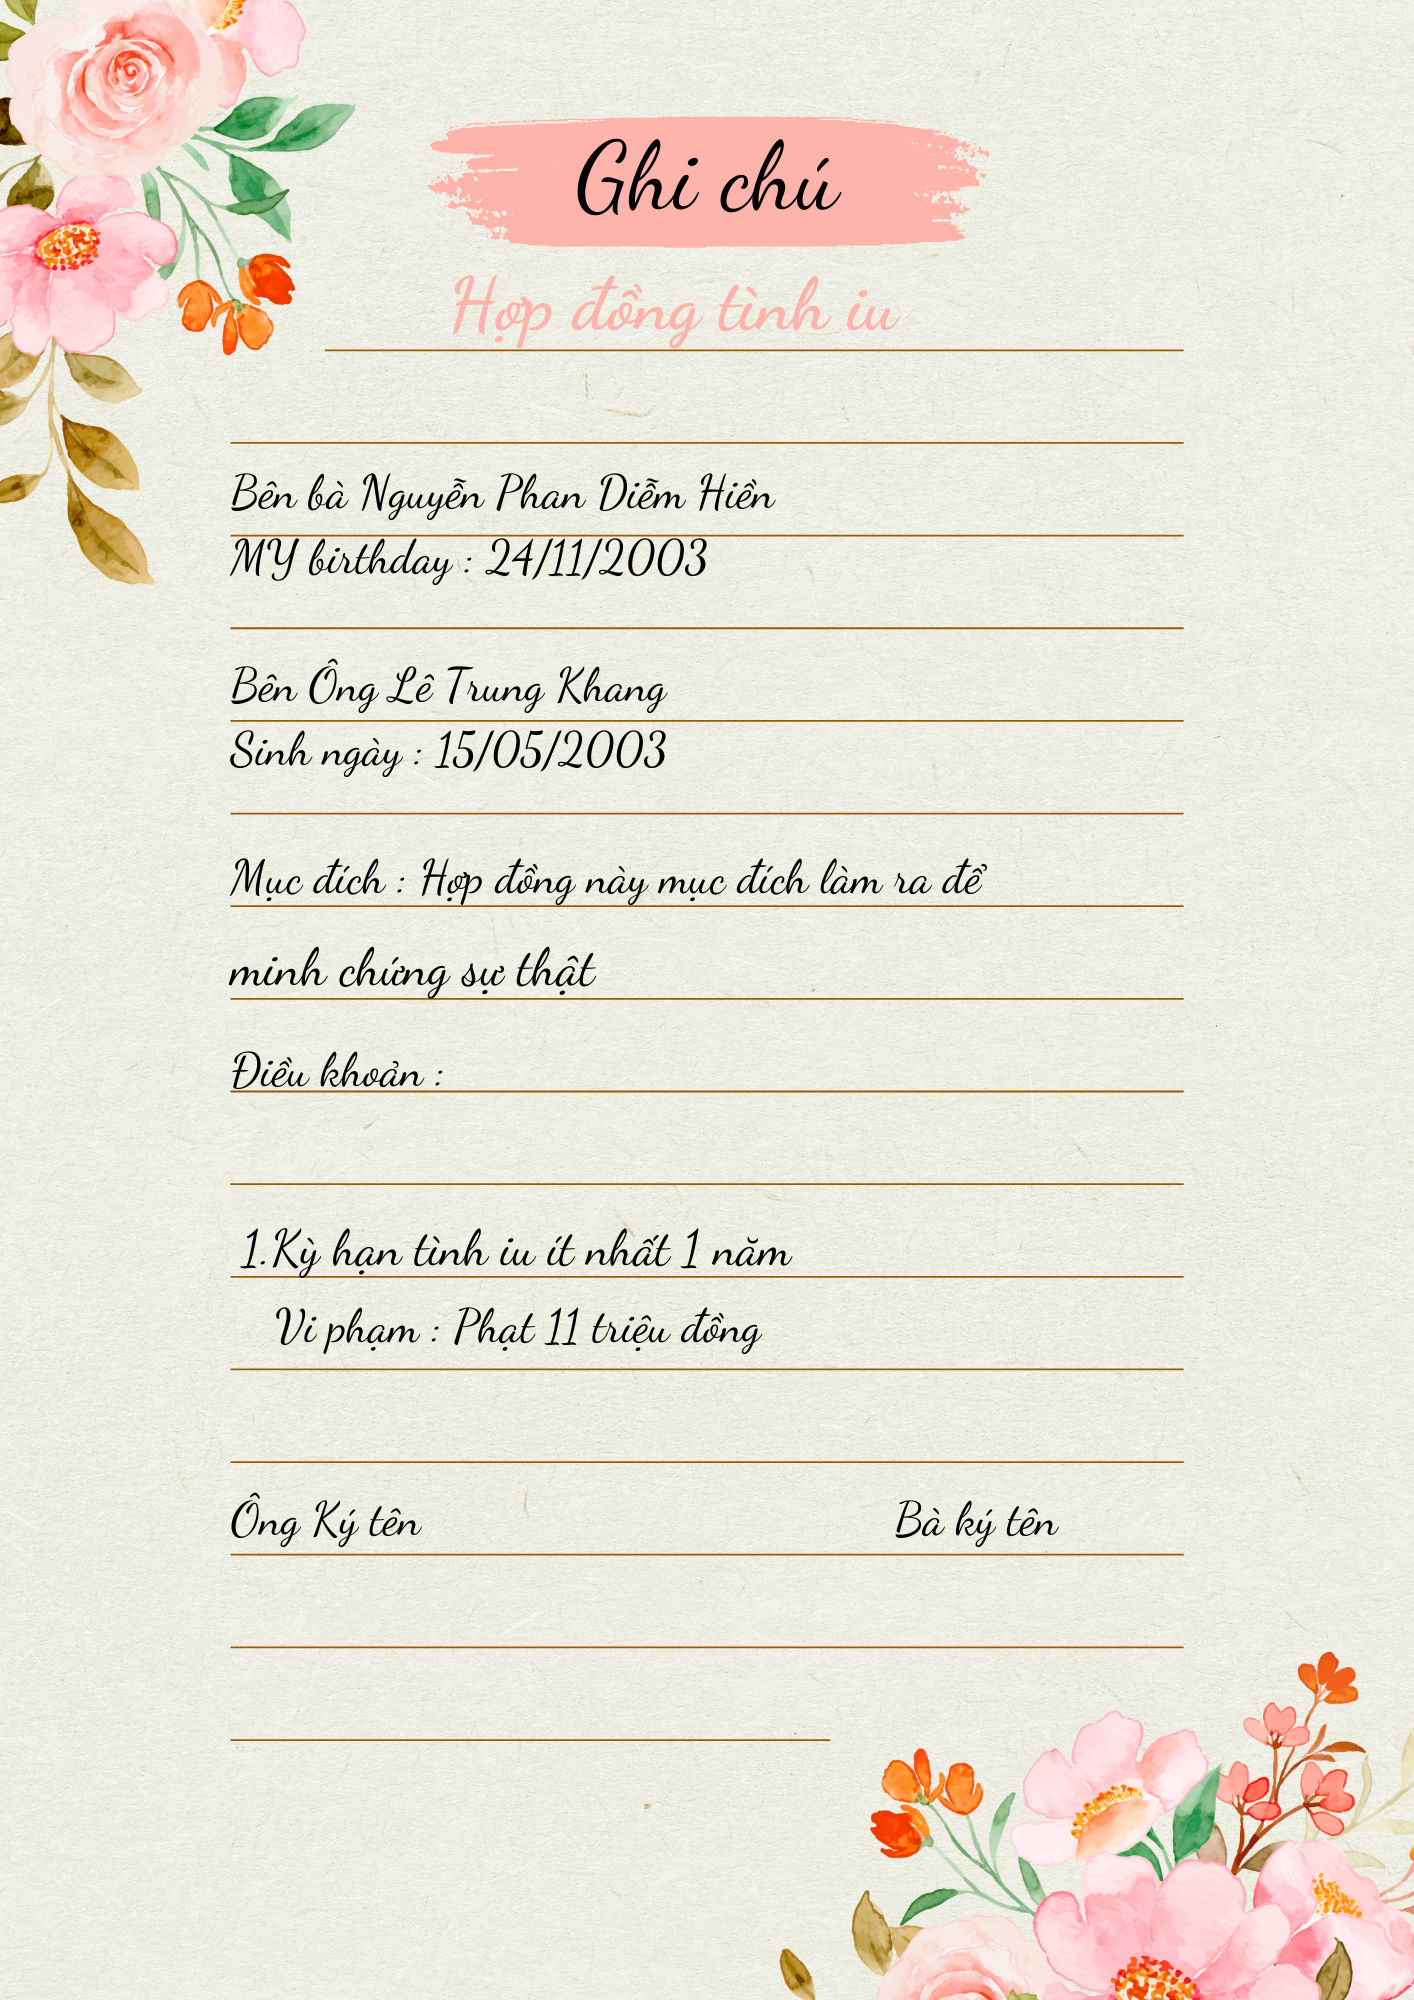 Ghi chú
Hợp đồng tình iu
Bên bà Nguyễn Phan Diễm Hiền
MY birthday : 24/11/2003
Bên Ông Lê Trung Khang
Sinh ngày : 15/05/2003
Mục đích : Hợp đồng này mục đích làm ra để
minh chứng sự thật
Điều khoản :
1.Kỳ hạn tình iu ít nhất 1 năm
Vi phạm : Phạt 11 triệu đồng
Ông Ký tên Bà ký tên